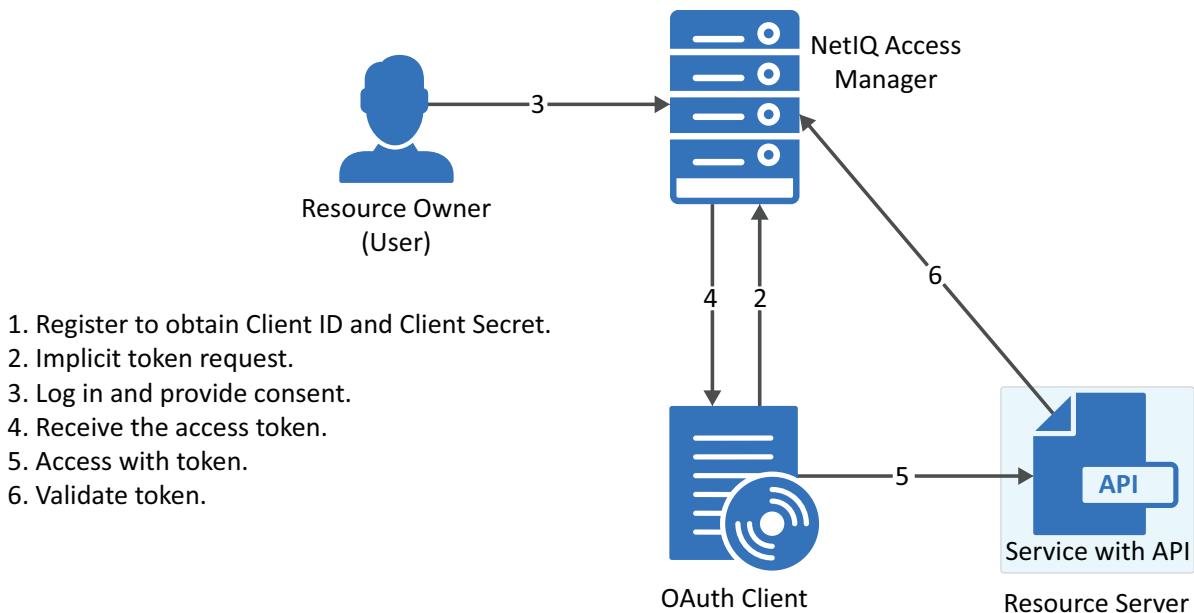 NetIQ Access
Manager
3
Resource Owner
(User)
4
2
6
1. Register to obtain Client ID and Client Secret.
2. Implicit token request.
3. Log in and provide consent.
4. Receive the access token.
5. Access with token.
6. Validate token.
5
API
Service with API
OAuth Client
Resource Server